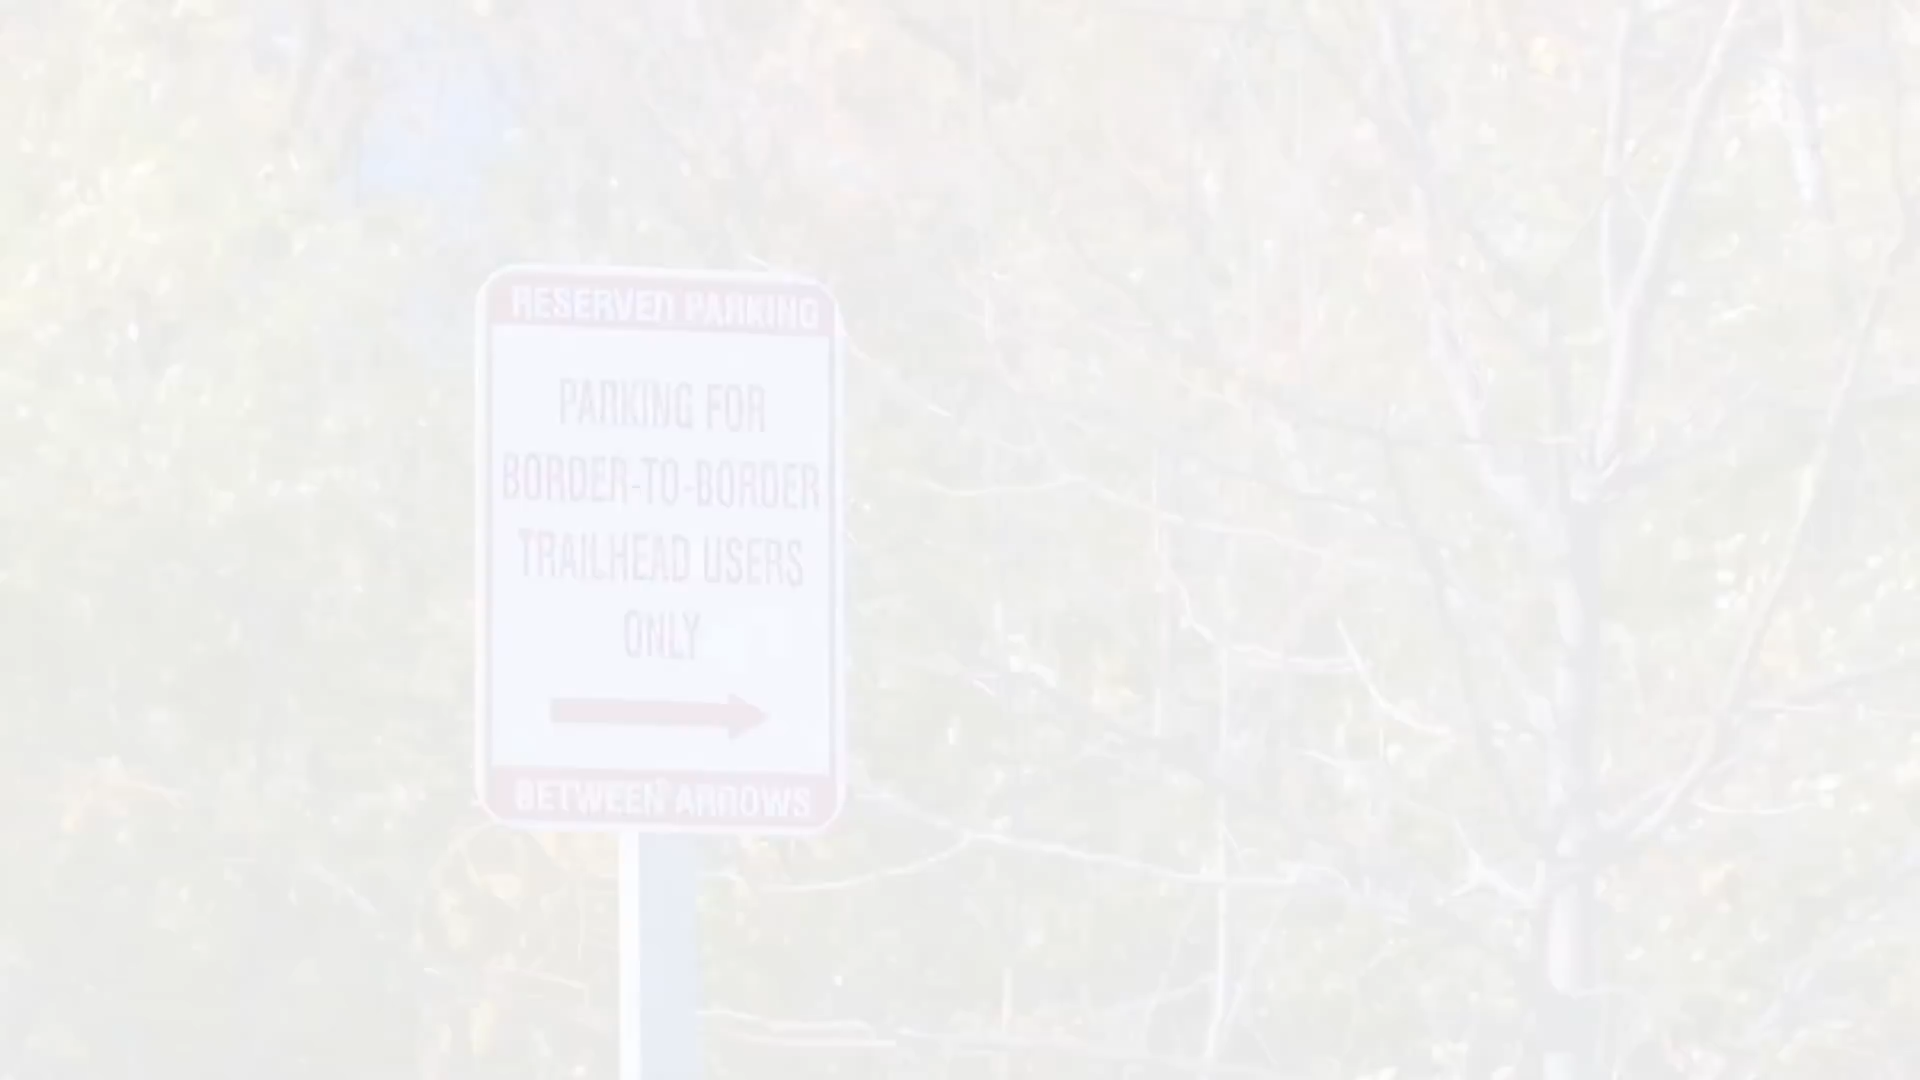 RESERVED PARKING
PARKING FOR
BORDER-TO-BORDER
TRAILHEAD USERS
ONLY
BETWEEN ARROWS